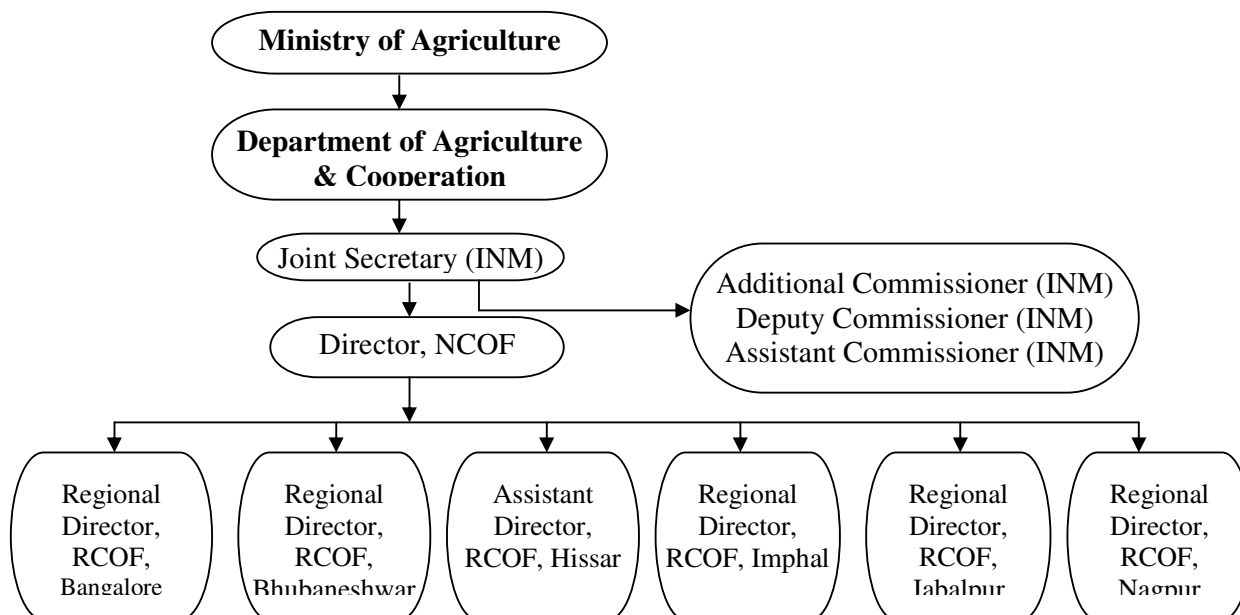 Ministry of Agriculture
Department of Agriculture
& Cooperation
Joint Secretary (INM)
Additional Commissioner (INM)
Deputy Commissioner (INM)
Assistant Commissioner (INM)
Director, NCOF
Regional
Director,
RCOF,
Bangalore
Regional
Director,
RCOF,
Bhubaneshwar
Assistant
Director,
RCOF, Hissar
Regional
Director,
RCOF, Imphal
Regional
Director,
RCOF,
Jabalpur
Regional
Director,
RCOF,
Nagpur